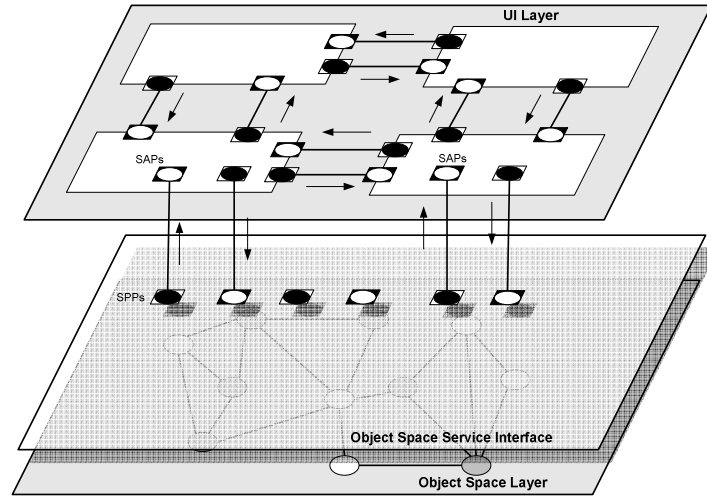 UI Layer
SAPs
SAPs
SPPs
Object Space Service Interface
Object Space Layer